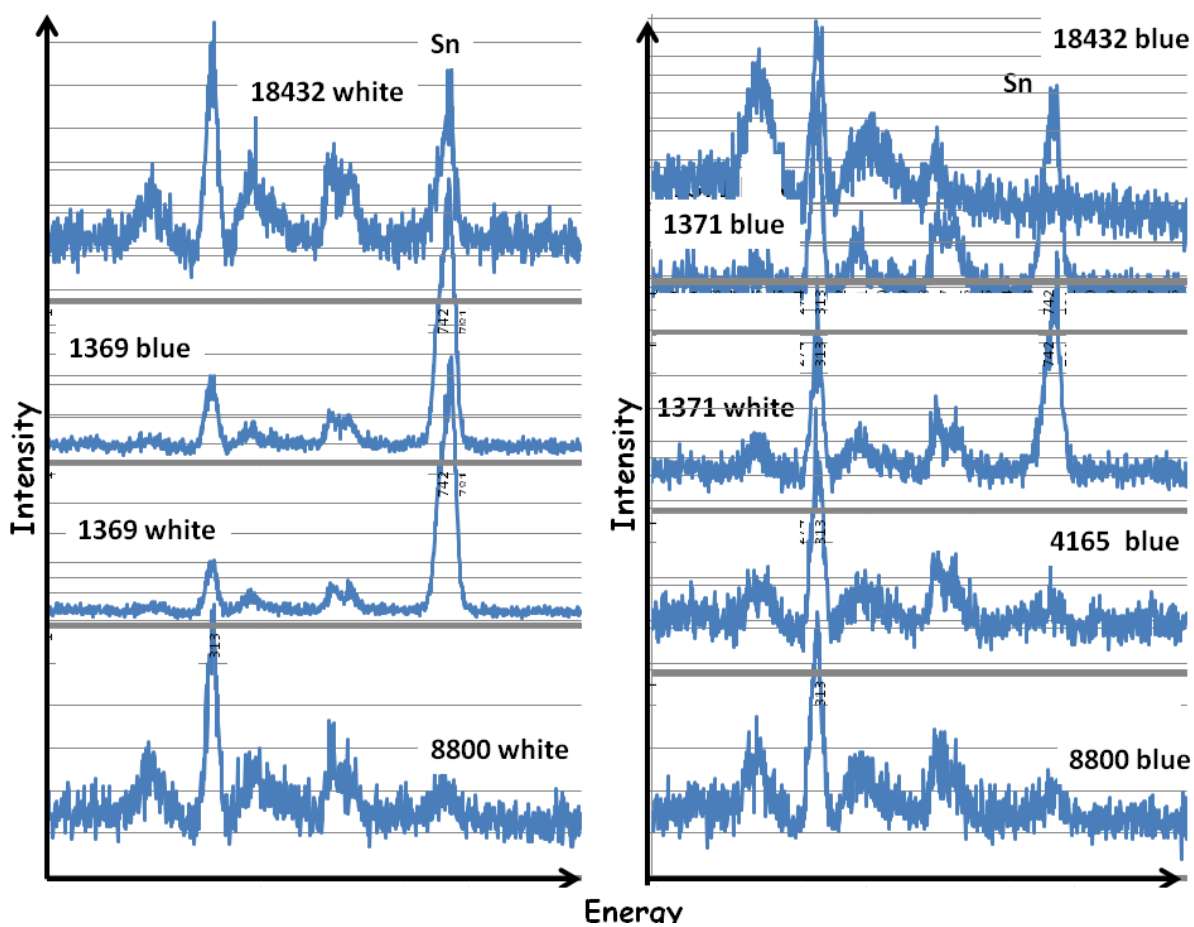 Sn
18432 white
742
1369 blue
742
781
1369 white
313
8800 white
Intensity
18432 blue
Sn
1371 blue
313
742
313
742
1371 white
313
4165 blue
313
8800 blue
Intensity
Energy